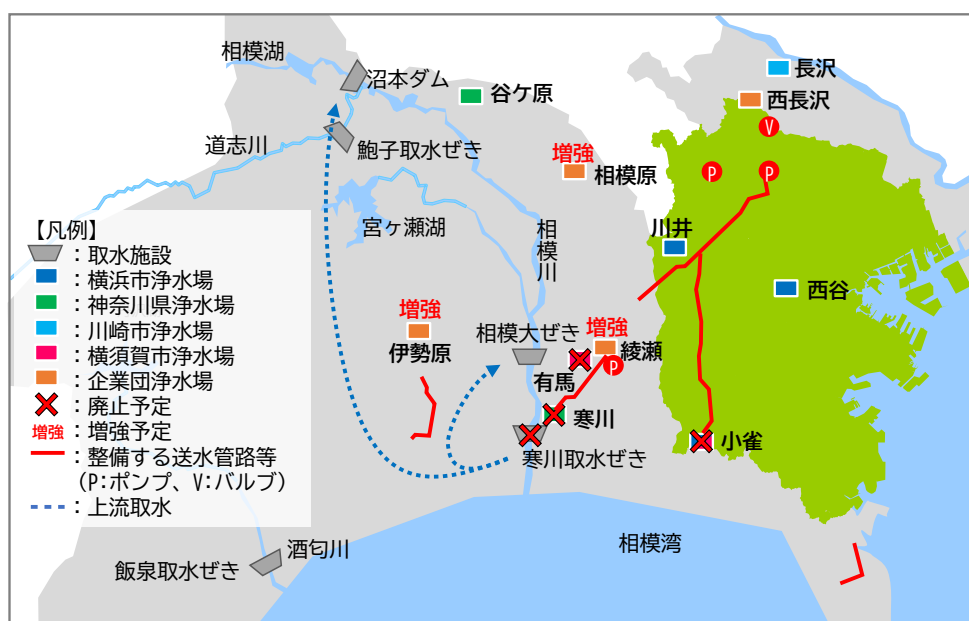 相模湖
沼本ダム
谷ケ原
長沢
西長沢
V
道志川
鮑子取水ぜき
増強
相模原
P
P
宮ヶ瀬湖
相模川
川井
西谷
【凡例】
：取水施設
：横浜市浄水場
：神奈川県浄水場
：川崎市浄水場
：横須賀市浄水場
：企業団浄水場
：廃止予定
増強：増強予定
：整備する送水管路等
（P:ポンプ、V:バルブ）
：上流取水
増強
伊勢原
相模大ぜき
増強
綾瀬
P
有馬
寒川
寒川取水ぜき
小雀
相模湾
酒匂川
飯泉取水ぜき